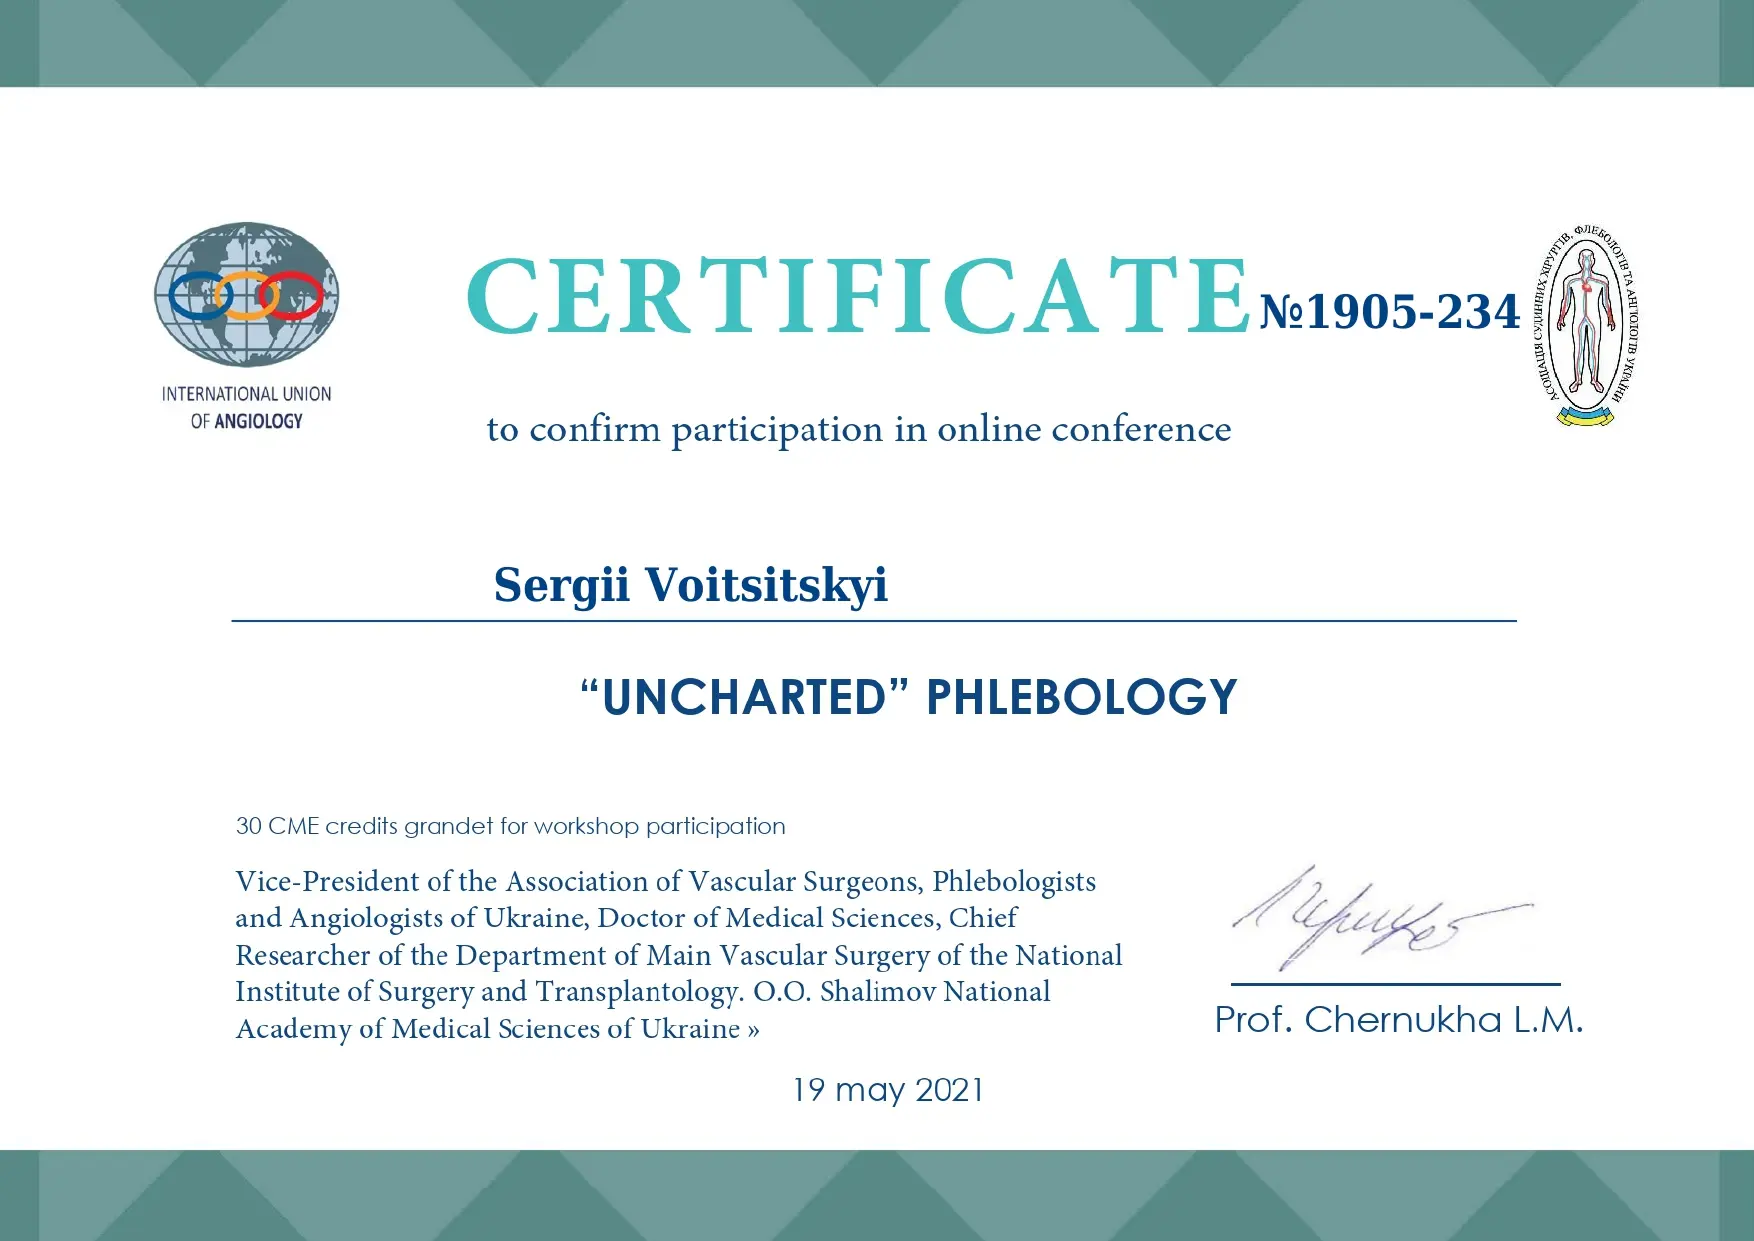 CERTIFICATE №1905-234
INTERNATIONAL UNION
OF ANGIOLOGY
АСОЦІАЦІЯ СУДИННИХ ХІРУРГІВ, ФЛЕБОЛОГІВ ТА АНГІОЛОГІВ УКРАЇНИ
to confirm participation in online conference
Sergii Voitsitskyi
“UNCHARTED” PHLEBOLOGY
30 CME credits grandet for workshop participation
Vice-President of the Association of Vascular Surgeons, Phlebologists
and Angiologists of Ukraine, Doctor of Medical Sciences, Chief
Researcher of the Department of Main Vascular Surgery of the National
Institute of Surgery and Transplantology. O.O. Shalimov National
Academy of Medical Sciences of Ukraine »
Prof. Chernukha L.M.
19 may 2021